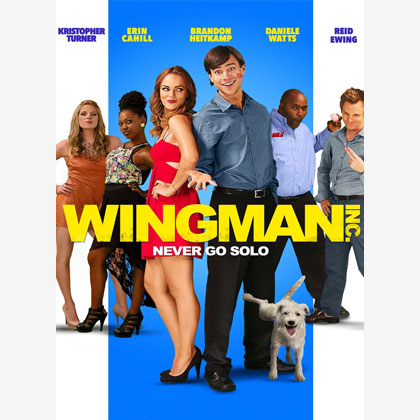 KRISTOPHER TURNER
ERIN CAHILL
BRANDON HEITKAMP
DANIELE WATTS
REID EWING
WINGMAN INC.
NEVER GO SOLO